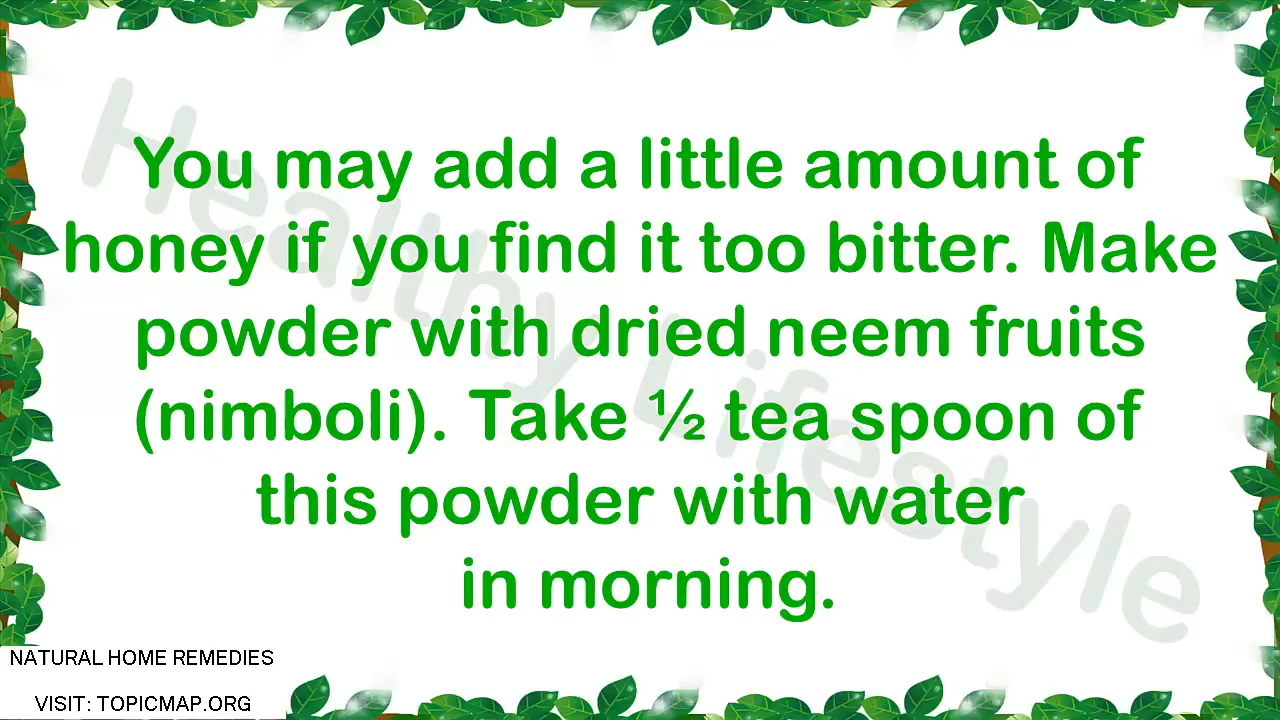 You may add a little amount of
honey if you find it too bitter. Make
powder with dried neem fruits
(nimboli). Take ½ tea spoon of
this powder with water
in morning.
Healthy Lifestyle
NATURAL HOME REMEDIES
VISIT: TOPICMAP.ORG